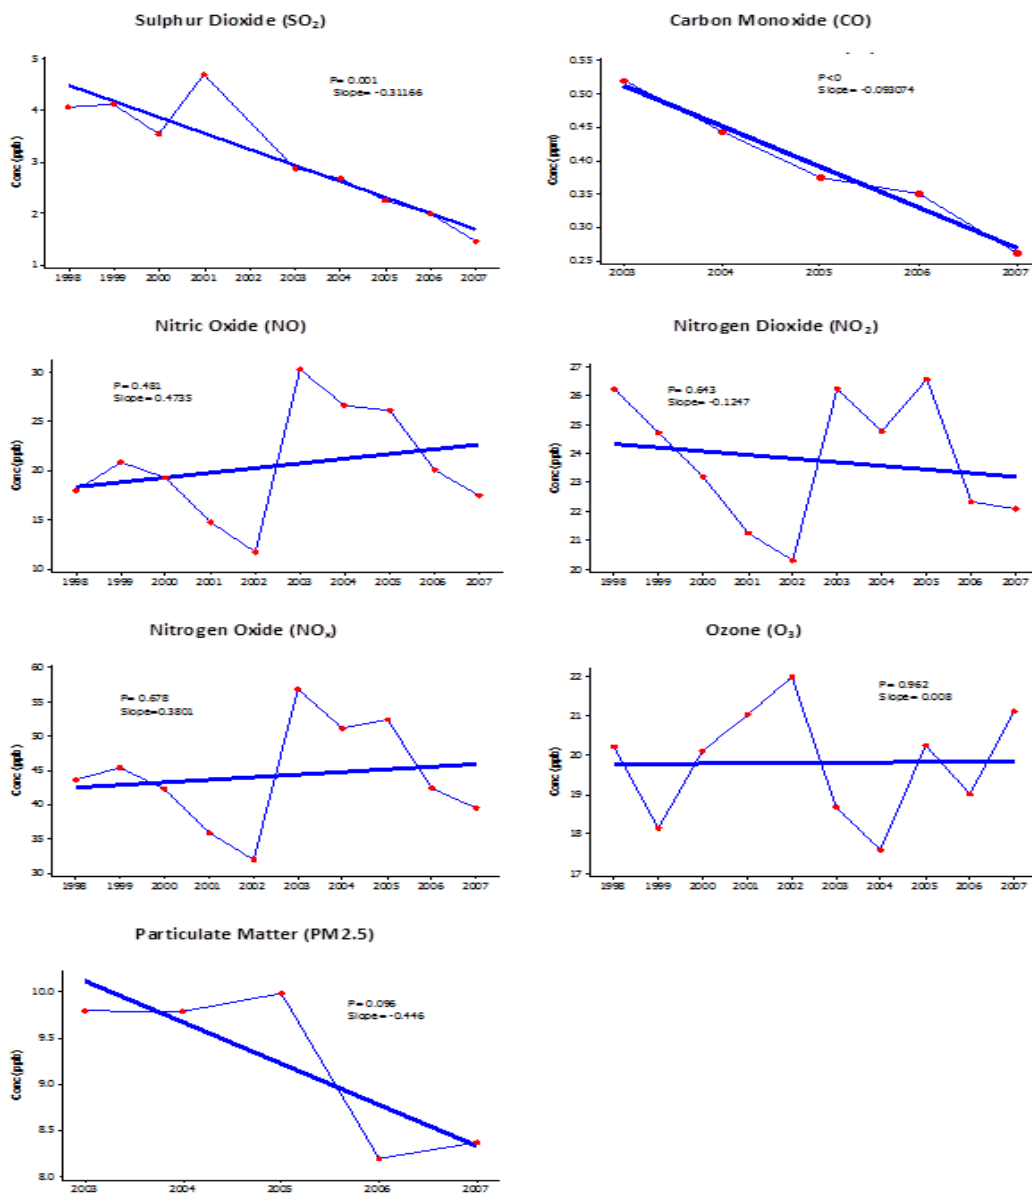 Sulphur Dioxide (SO₂)
P= 0.001
Slope= -0.31166
Conc (ppb)
5
4
3
2
1
1998 1999 2000 2001 2002 2003 2004 2005 2006 2007
Carbon Monoxide (CO)
P<0
Slope= -0.093074
Conc (ppm)
0.55
0.50
0.45
0.40
0.35
0.30
0.25
2003 2004 2005 2006 2007
Nitric Oxide (NO)
P= 0.481
Slope= 0.4735
Conc (ppb)
30
25
20
15
10
1998 1999 2000 2001 2002 2003 2004 2005 2006 2007
Nitrogen Dioxide (NO₂)
P= 0.643
Slope= -0.1247
Conc (ppb)
27
26
25
24
23
22
21
20
1998 1999 2000 2001 2002 2003 2004 2005 2006 2007
Nitrogen Oxide (NOₓ)
P= 0.678
Slope=0.3801
Conc (ppb)
60
55
50
45
40
35
30
1998 1999 2000 2001 2002 2003 2004 2005 2006 2007
Ozone (O₃)
P= 0.962
Slope= 0.008
Conc (ppb)
22
21
20
19
18
17
1998 1999 2000 2001 2002 2003 2004 2005 2006 2007
Particulate Matter (PM2.5)
P= 0.096
Slope= -0.446
Conc (ppb)
10.0
9.5
9.0
8.5
8.0
2003 2004 2005 2006 2007